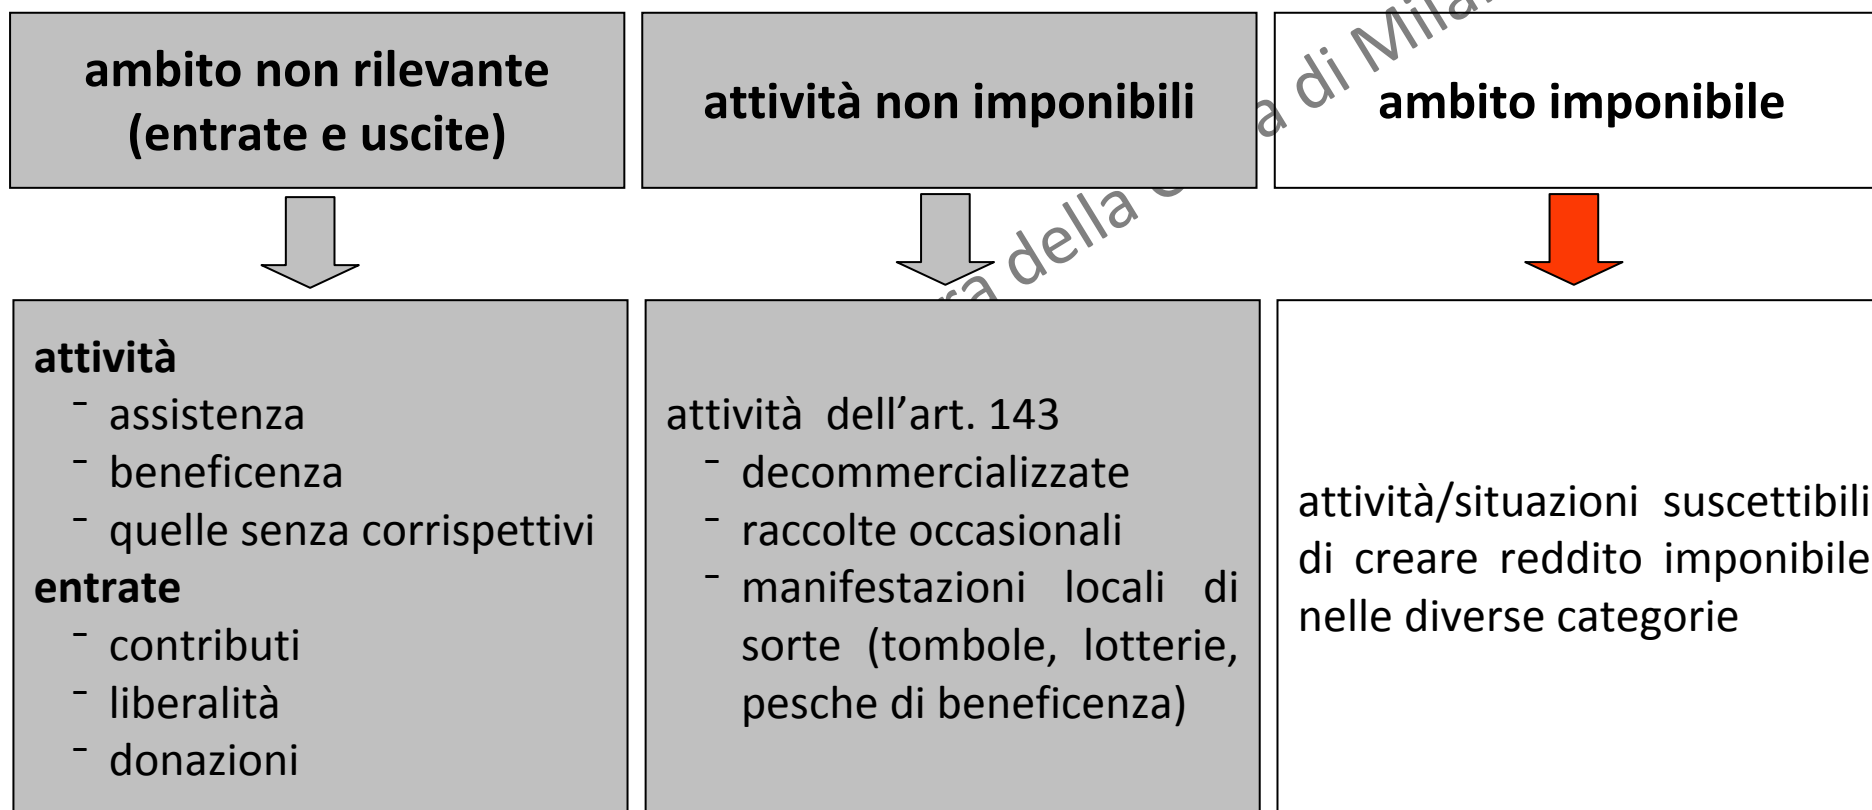 ambito non rilevante
(entrate e uscite)
attività non imponibili
ambito imponibile
della
di
attività
⁻ assistenza
⁻ beneficenza
⁻ quelle senza corrispettivi
entrate
⁻ contributi
⁻ liberalità
⁻ donazioni
attività dell’art. 143
⁻ decommercializzate
⁻ raccolte occasionali
⁻ manifestazioni locali di
sorte (tombole, lotterie,
pesche di beneficenza)
attività/situazioni suscettibili
di creare reddito imponibile
nelle diverse categorie